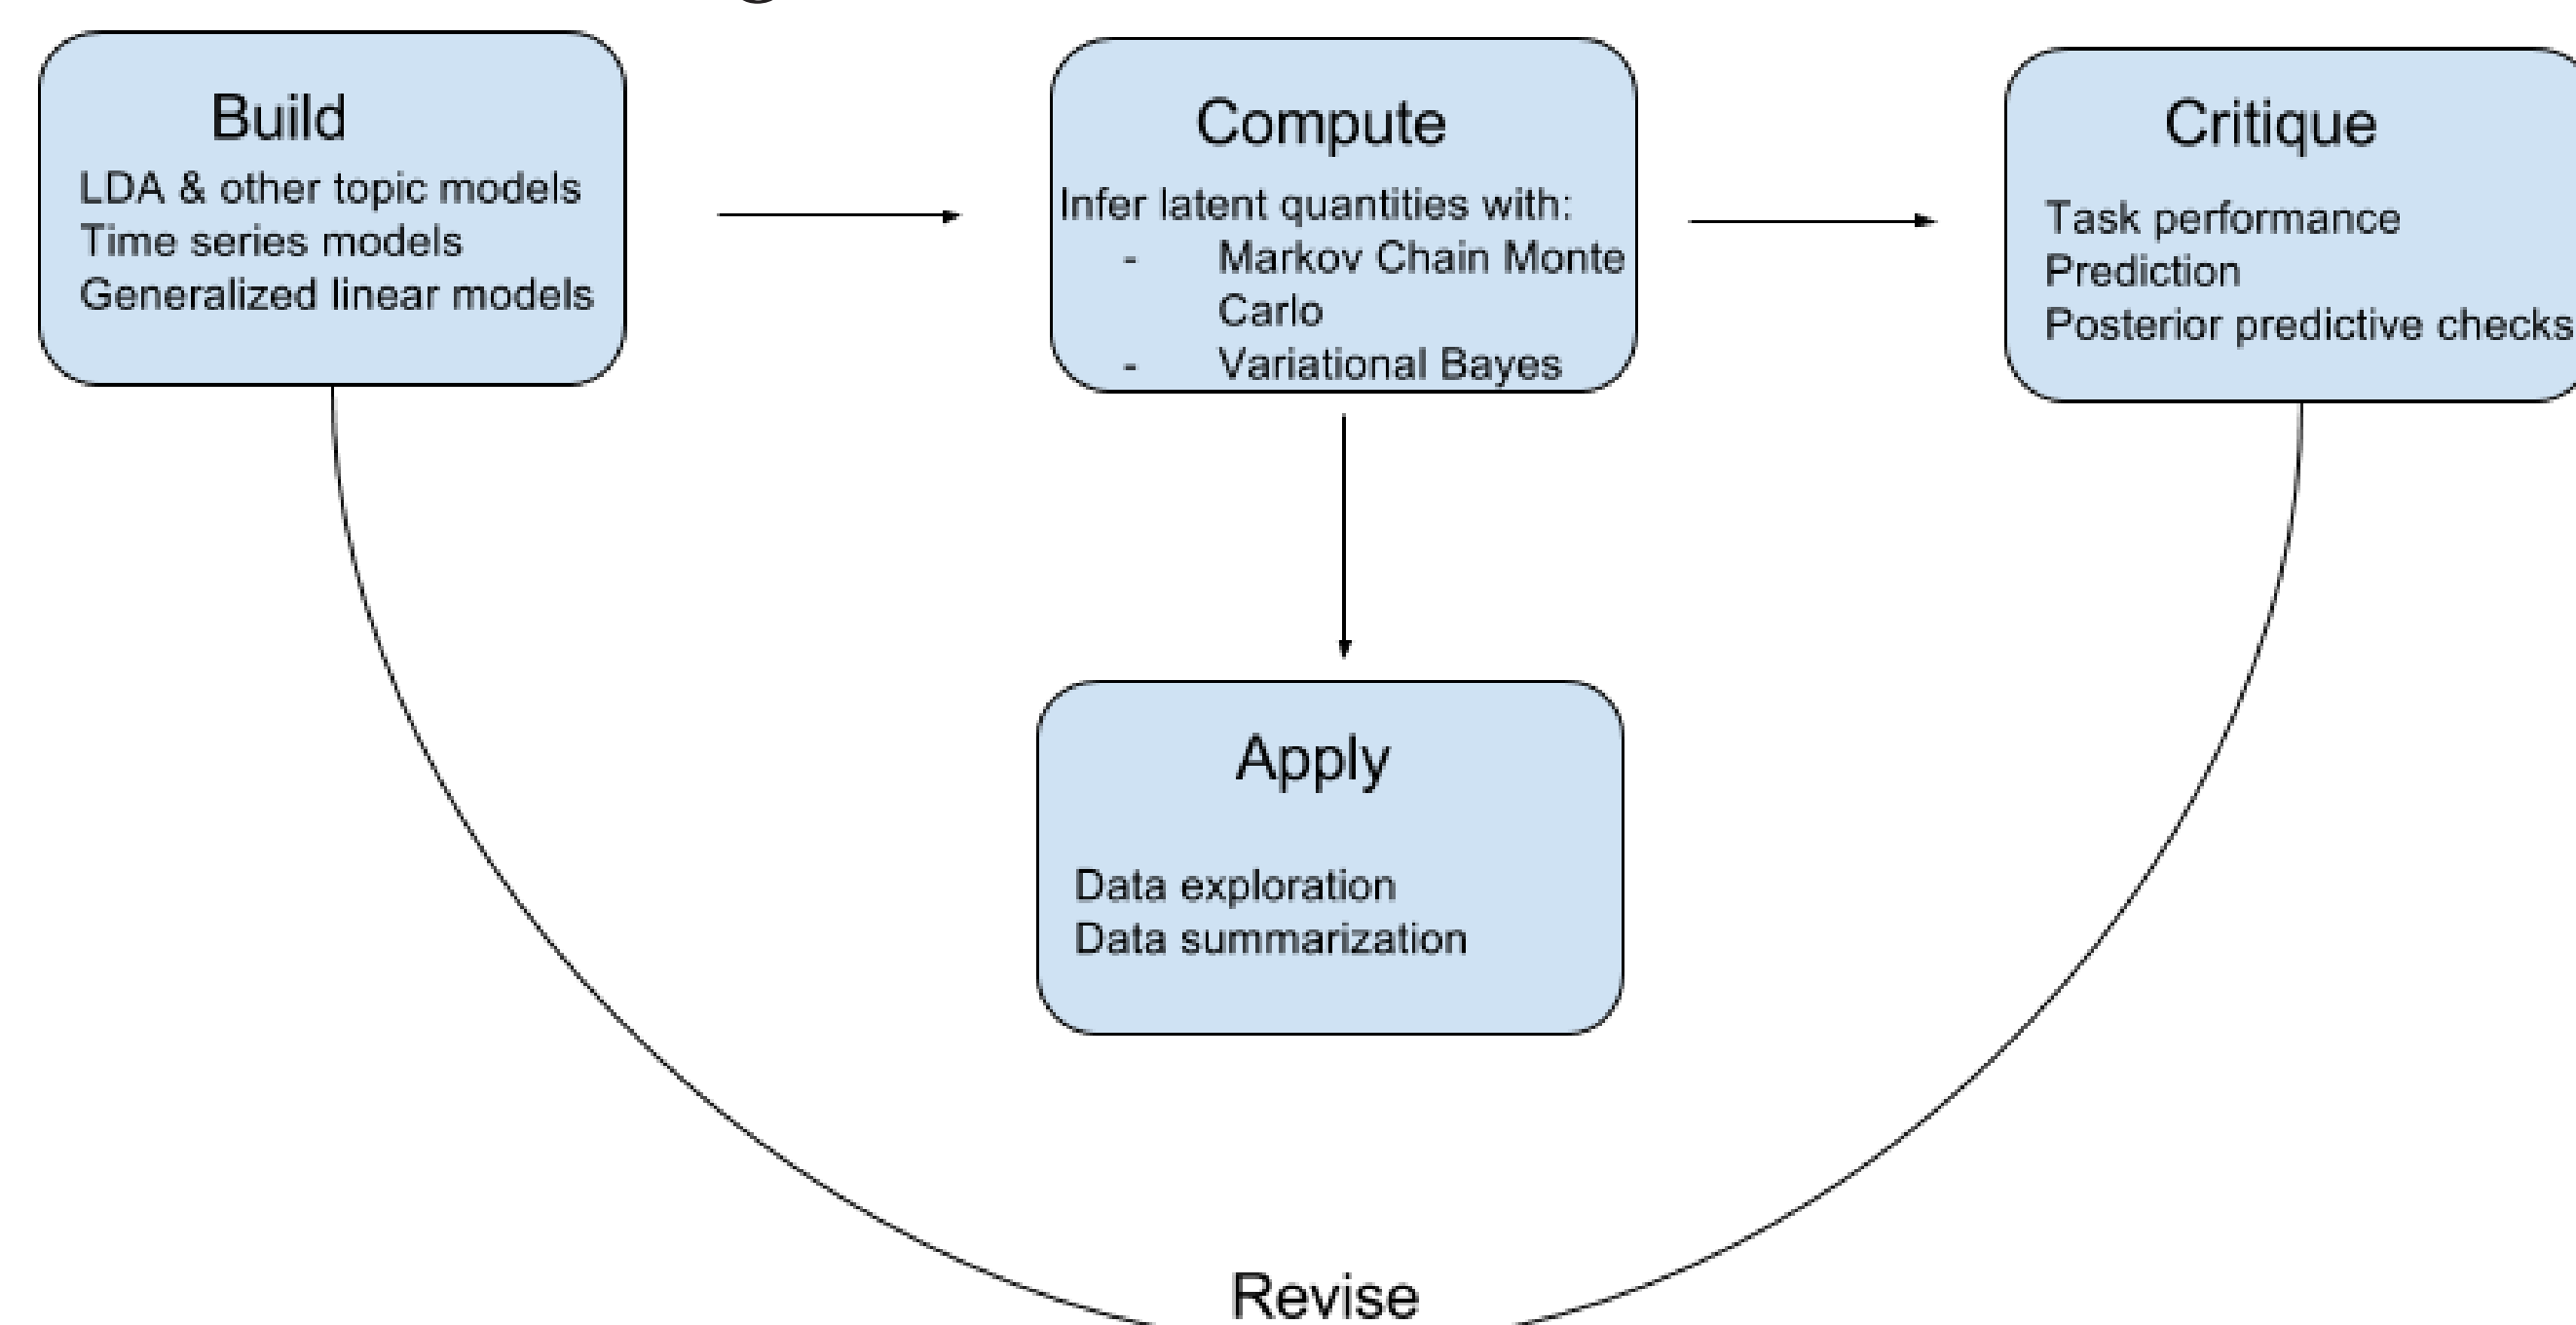 Build
LDA & other topic models
Time series models
Generalized linear models
Compute
Infer latent quantities with:
- Markov Chain Monte
Carlo
- Variational Bayes
Critique
Task performance
Prediction
Posterior predictive checks
Apply
Data exploration
Data summarization
Revise